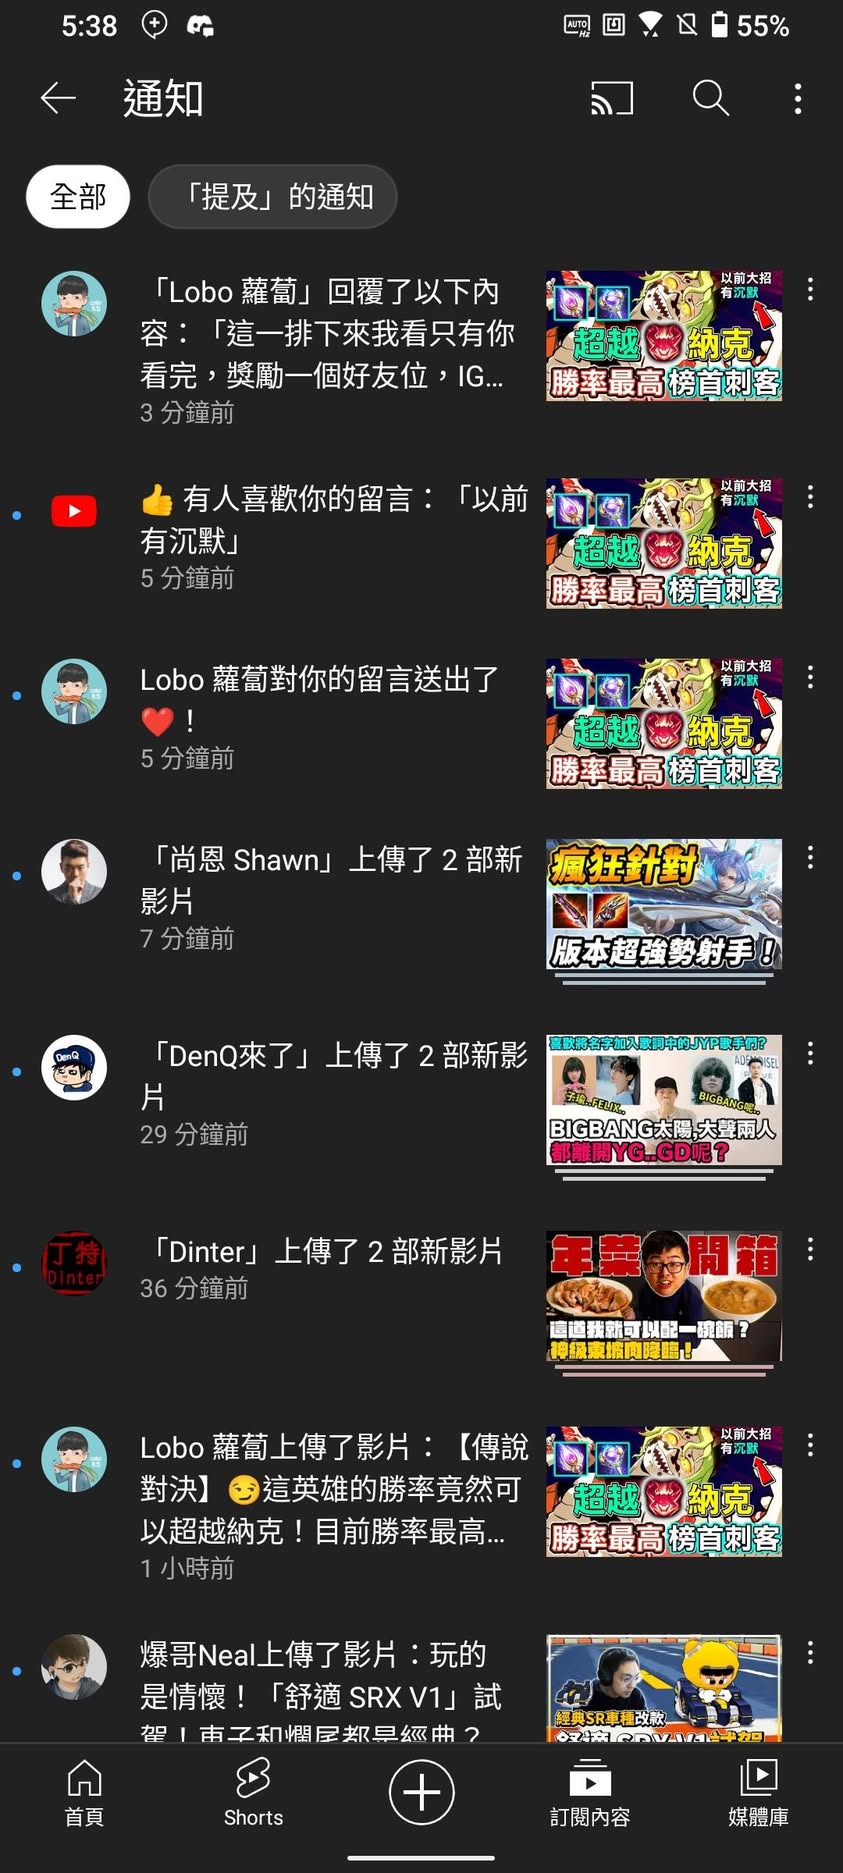 5:38
AUTO Hz
55%
通知
全部
「提及」的通知
「Lobo 蘿蔔」回覆了以下內
容：「這一排下來我看只有你
看完，獎勵一個好友位，IG...
3 分鐘前
以前大招
有沉默
超越 納克
勝率最高 榜首刺客
👍 有人喜歡你的留言：「以前
有沉默」
5 分鐘前
以前大招
有沉默
超越 納克
勝率最高 榜首刺客
Lobo 蘿蔔對你的留言送出了
❤️！
5 分鐘前
以前大招
有沉默
超越 納克
勝率最高 榜首刺客
「尚恩 Shawn」上傳了 2 部新
影片
7 分鐘前
瘋狂針對
版本超強勢射手！
DenQ
「DenQ來了」上傳了 2 部新影
片
29 分鐘前
喜歡將名字加入歌詞中的JYP歌手們?
子瑜..FELIX..
BIGBANG呢..
BIGBANG太陽,大聲兩人
都離開YG..GD呢？
丁特
Dinter
「Dinter」上傳了 2 部新影片
36 分鐘前
年菜開箱
這道我就可以配一碗飯？
神級東坡肉降臨！
Lobo 蘿蔔上傳了影片：【傳說
對決】😏這英雄的勝率竟然可
以超越納克！目前勝率最高...
1 小時前
以前大招
有沉默
超越 納克
勝率最高 榜首刺客
爆哥Neal上傳了影片：玩的
是情懷！「舒適 SRX V1」試
駕！車子和爛尾都是經典？
經典SR車種改款
舒適 SRX V1試駕
首頁
Shorts
訂閱內容
媒體庫